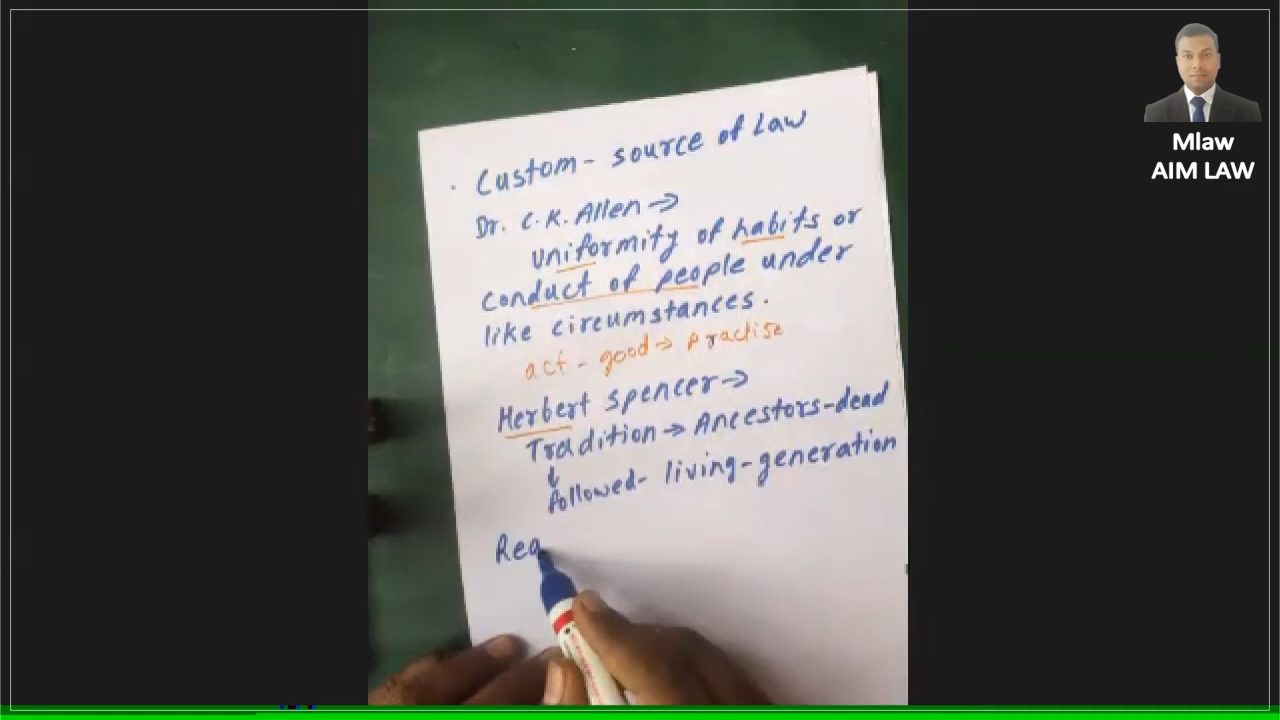 Custom - source of Law
Dr. C.K. Allen →
uniformity of habits or
conduct of people under
like circumstances.
act - good → practise
Herbert spencer →
Tradition → Ancestors-dead
↓
followed - living-generation
Rea
Mlaw
AIM LAW